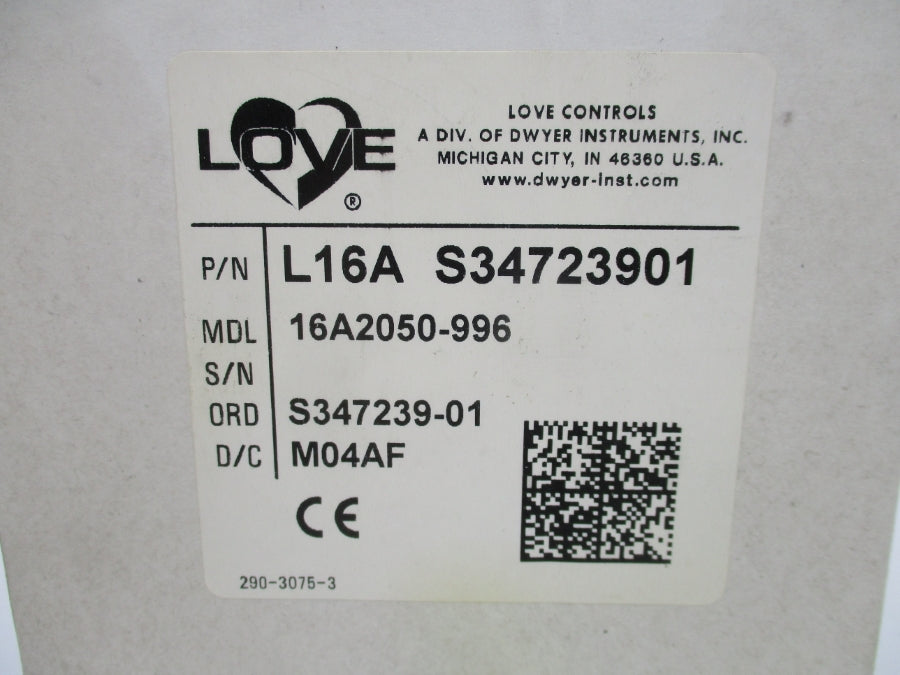 LOVE ®
LOVE CONTROLS
A DIV. OF DWYER INSTRUMENTS, INC.
MICHIGAN CITY, IN 46360 U.S.A.
www.dwyer-inst.com
P/N L16A S34723901
MDL 16A2050-996
S/N
ORD S347239-01
D/C M04AF
CE
290-3075-3